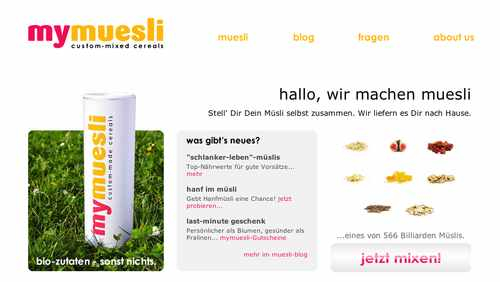 mymuesli
custom-mixed cereals
muesli
blog
fragen
about us
hallo, wir machen muesli
Stell' Dir Dein Müsli selbst zusammen. Wir liefern es Dir nach Hause.
mymuesli
custom-made cereals
bio-zutaten - sonst nichts.
was gibt's neues?
"schlanker-leben"-müslis
Top-Nährwerte für gute Vorsätze...
mehr
hanf im müsli
Gebt Hanfmüsli eine Chance! jetzt
probieren...
last-minute geschenk
Persönlicher als Blumen, gesünder als
Pralinen... mymuesli-Gutscheine
mehr im muesli-blog
...eines von 566 Billiarden Müslis.
jetzt mixen!